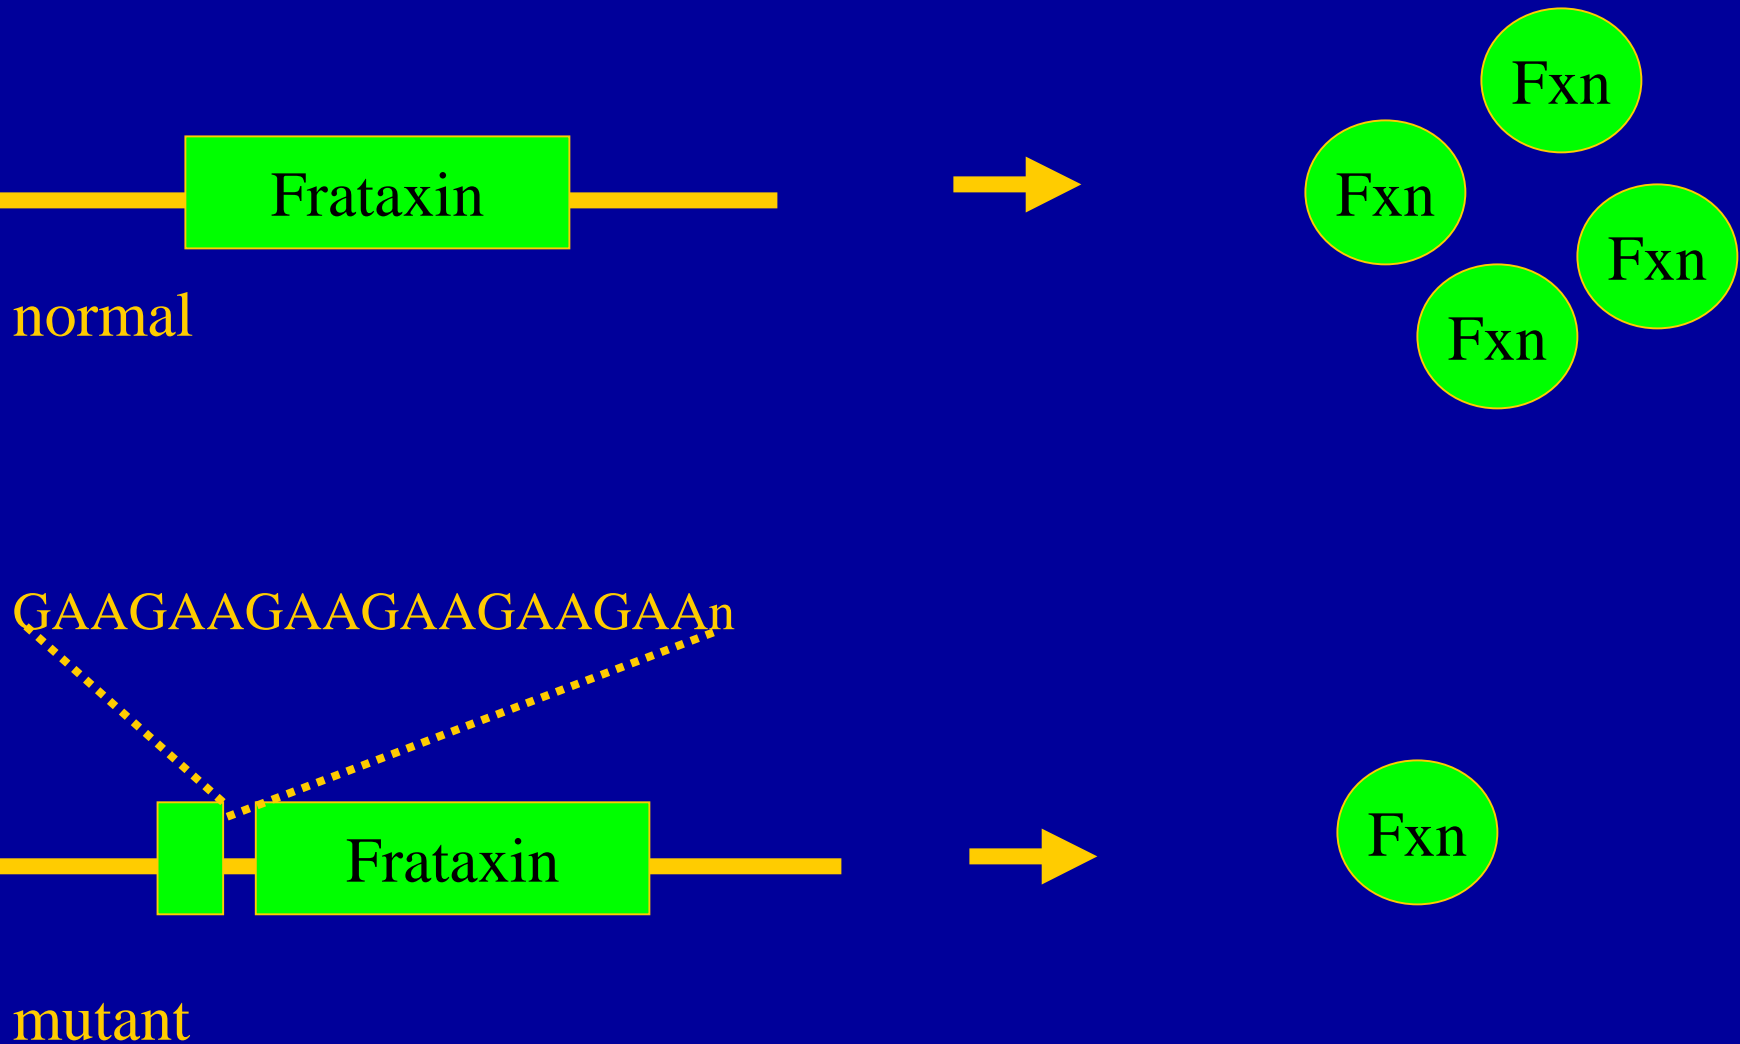 Fxn
Frataxin
Fxn
Fxn
Fxn
normal
GAAGAAGAAGAAGAAGAAn
Frataxin
Fxn
mutant